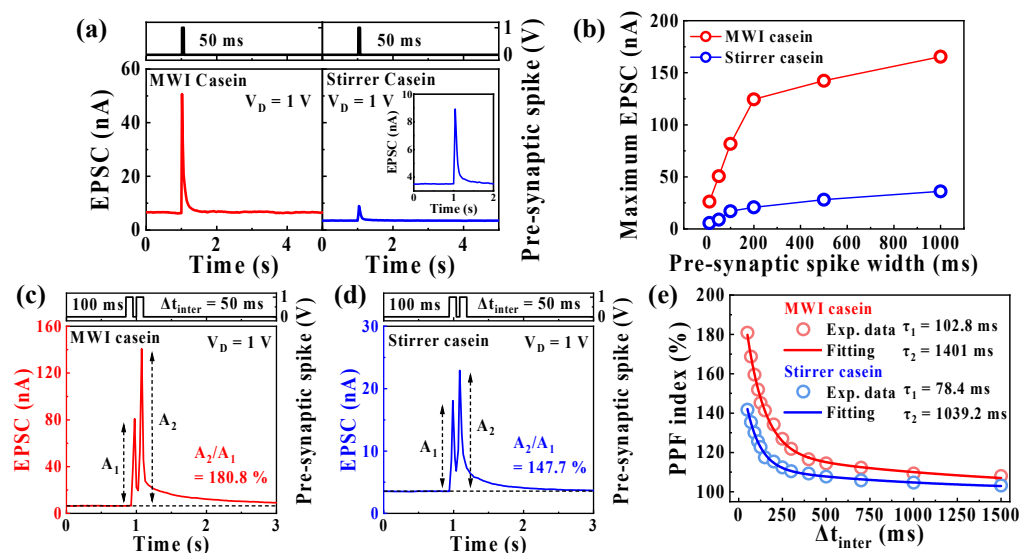 (a)
50 ms
50 ms
1
0
Pre-synaptic spike (V)
60
40
20
0
EPSC (nA)
MWI Casein
V_D = 1 V
Stirrer Casein
V_D = 1 V
10
8
6
4
EPSC (nA)
0 1 2
Time (s)
0 2 4
0 2 4
Time (s)
Time (s)
(b)
MWI casein
Stirrer casein
Maximum EPSC (nA)
200
150
100
50
0
0 200 400 600 800 1000
Pre-synaptic spike width (ms)
(c)
100 ms
Δt_inter = 50 ms
1
0
Pre-synaptic spike (V)
MWI casein
V_D = 1 V
EPSC (nA)
160
120
80
40
0
A_1
A_2
A_2/A_1
= 180.8 %
0 1 2 3
Time (s)
(d)
100 ms
Δt_inter = 50 ms
1
0
Pre-synaptic spike (V)
Stirrer casein
V_D = 1 V
EPSC (nA)
30
20
10
0
A_1
A_2
A_2/A_1
= 147.7 %
0 1 2 3
Time (s)
(e)
PPF index (%)
200
180
160
140
120
100
MWI casein
Exp. data τ_1 = 102.8 ms
Fitting τ_2 = 1401 ms
Stirrer casein
Exp. data τ_1 = 78.4 ms
Fitting τ_2 = 1039.2 ms
0 250 500 750 1000 1250 1500
Δt_inter (ms)